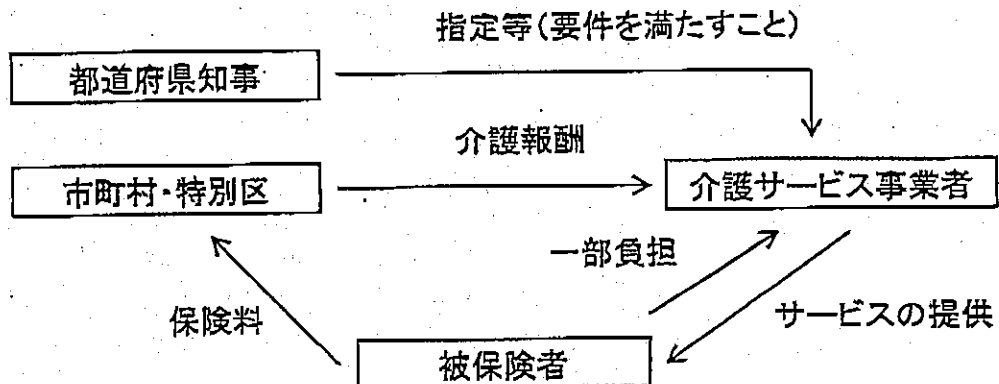 指定等(要件を満たすこと)
都道府県知事
介護報酬
市町村・特別区
介護サービス事業者
一部負担
保険料
サービスの提供
被保険者